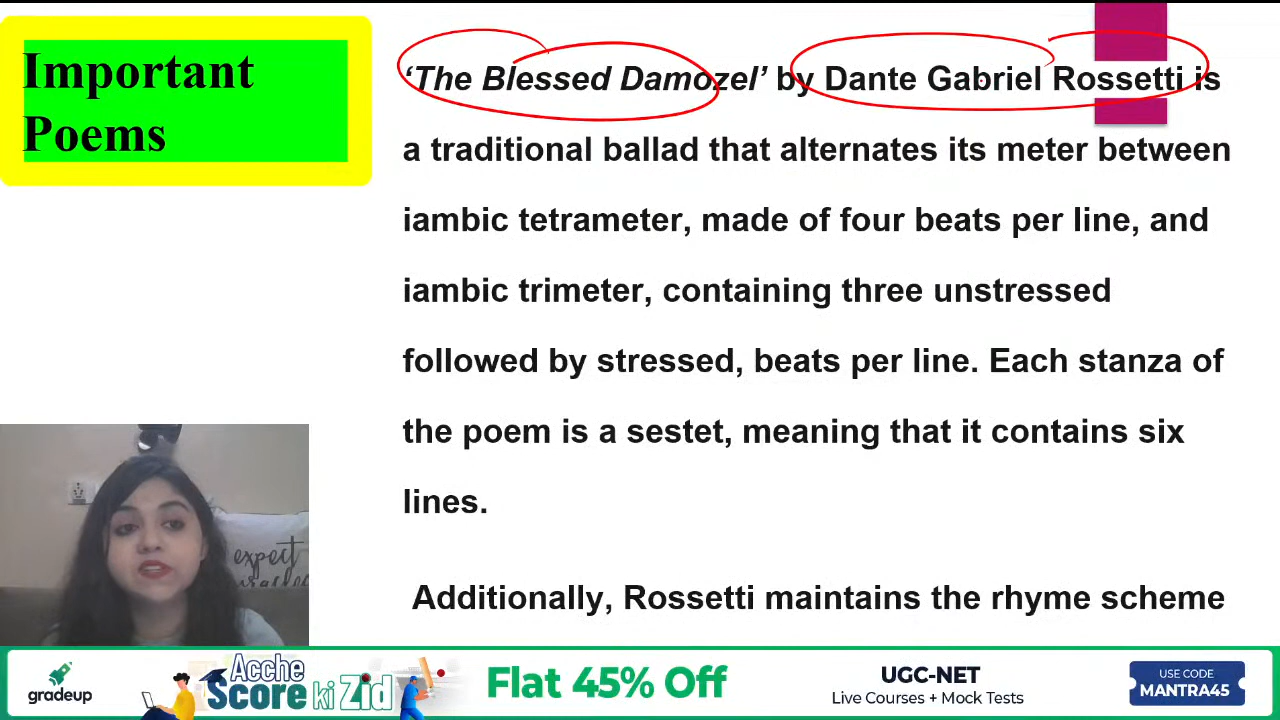 Important
Poems
‘The Blessed Damozel’ by Dante Gabriel Rossetti is
a traditional ballad that alternates its meter between
iambic tetrameter, made of four beats per line, and
iambic trimeter, containing three unstressed
followed by stressed, beats per line. Each stanza of
the poem is a sestet, meaning that it contains six
lines.
Additionally, Rossetti maintains the rhyme scheme
expect
gradeup
Acche
Score ki Zid
Flat 45% Off
UGC-NET
Live Courses + Mock Tests
USE CODE
MANTRA45